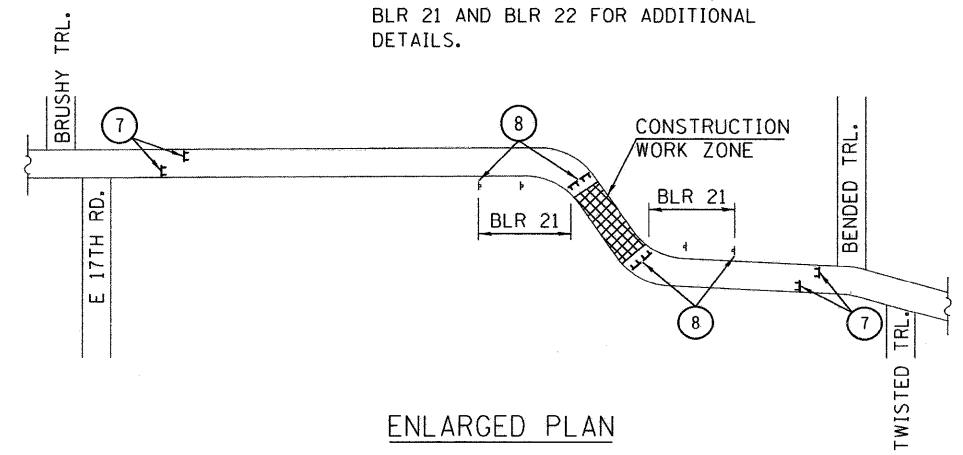 BLR 21 AND BLR 22 FOR ADDITIONAL
DETAILS.
BRUSHY TRL.
7
8
CONSTRUCTION
WORK ZONE
BENDED TRL.
BLR 21
BLR 21
E 17TH RD.
8
7
TWISTED TRL.
ENLARGED PLAN